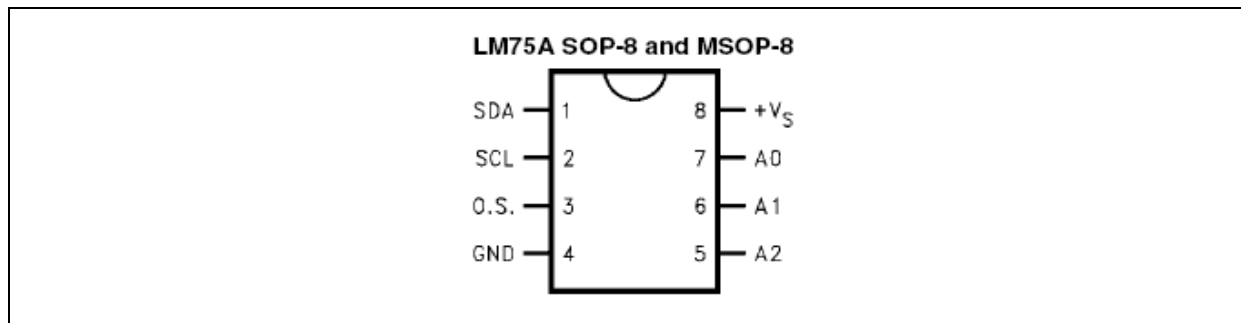 LM75A SOP-8 and MSOP-8
SDA 1 8 +VS
SCL 2 7 A0
O.S. 3 6 A1
GND 4 5 A2